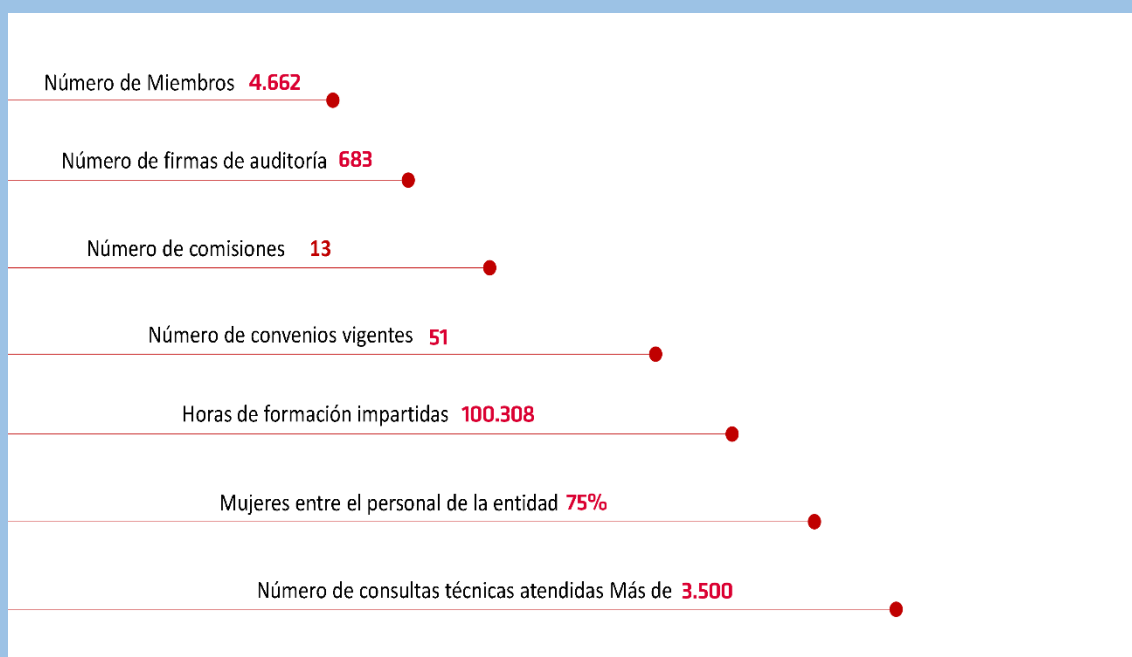 Número de Miembros 4.662
Número de firmas de auditoría 683
Número de comisiones 13
Número de convenios vigentes 51
Horas de formación impartidas 100.308
Mujeres entre el personal de la entidad 75%
Número de consultas técnicas atendidas Más de 3.500